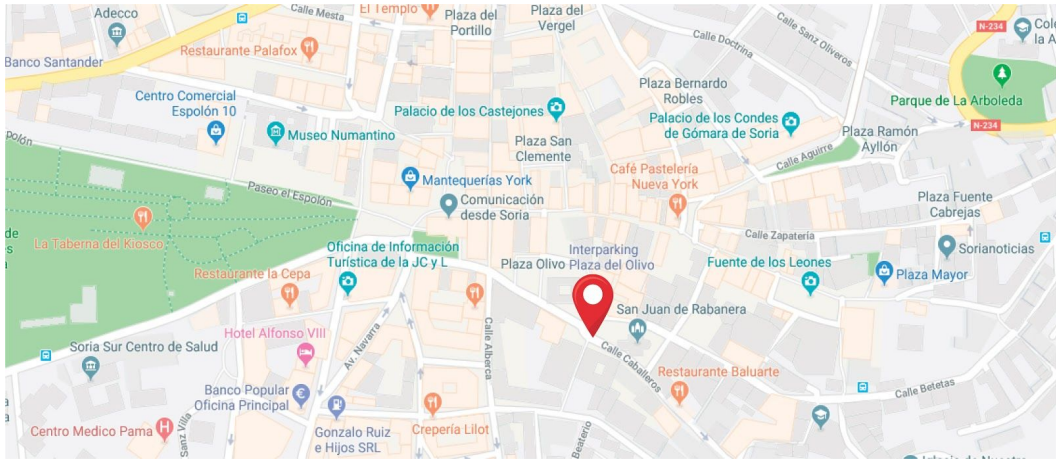 Adecco
Banco Santander
Calle Mesta
El Templo
Plaza del
Portillo
Plaza del
Vergel
Calle Doctrina
Calle Sanz Oliveros
N-234
Restaurante Palafox
Centro Comercial
Espolón 10
Museo Numantino
Palacio de los Castejones
Plaza Bernardo
Robles
Palacio de los Condes
de Gómara de Soria
Parque de La Arboleda
N-234
Plaza Ramón
Ayllón
Calle Aguirre
Plaza San
Clemente
Café Pastelería
Nueva York
Mantequerías York
Comunicación
desde Soria
Paseo el Espolón
Plaza Fuente
Cabrejas
La Taberna del Kiosco
Oficina de Información
Turística de la JC y L
Calle Zapatería
Sorianoticias
Plaza Olivo
Interparking
Plaza del Olivo
Fuente de los Leones
Plaza Mayor
Restaurante la Cepa
San Juan de Rabanera
Hotel Alfonso VIII
Av. Navarra
Calle Alberca
Calle Caballeros
Soria Sur Centro de Salud
Restaurante Baluarte
Calle Betetas
Banco Popular
Oficina Principal
Centro Medico Pama
Sanz Villa
Gonzalo Ruiz
e Hijos SRL
Crepería Lilot
Beaterio